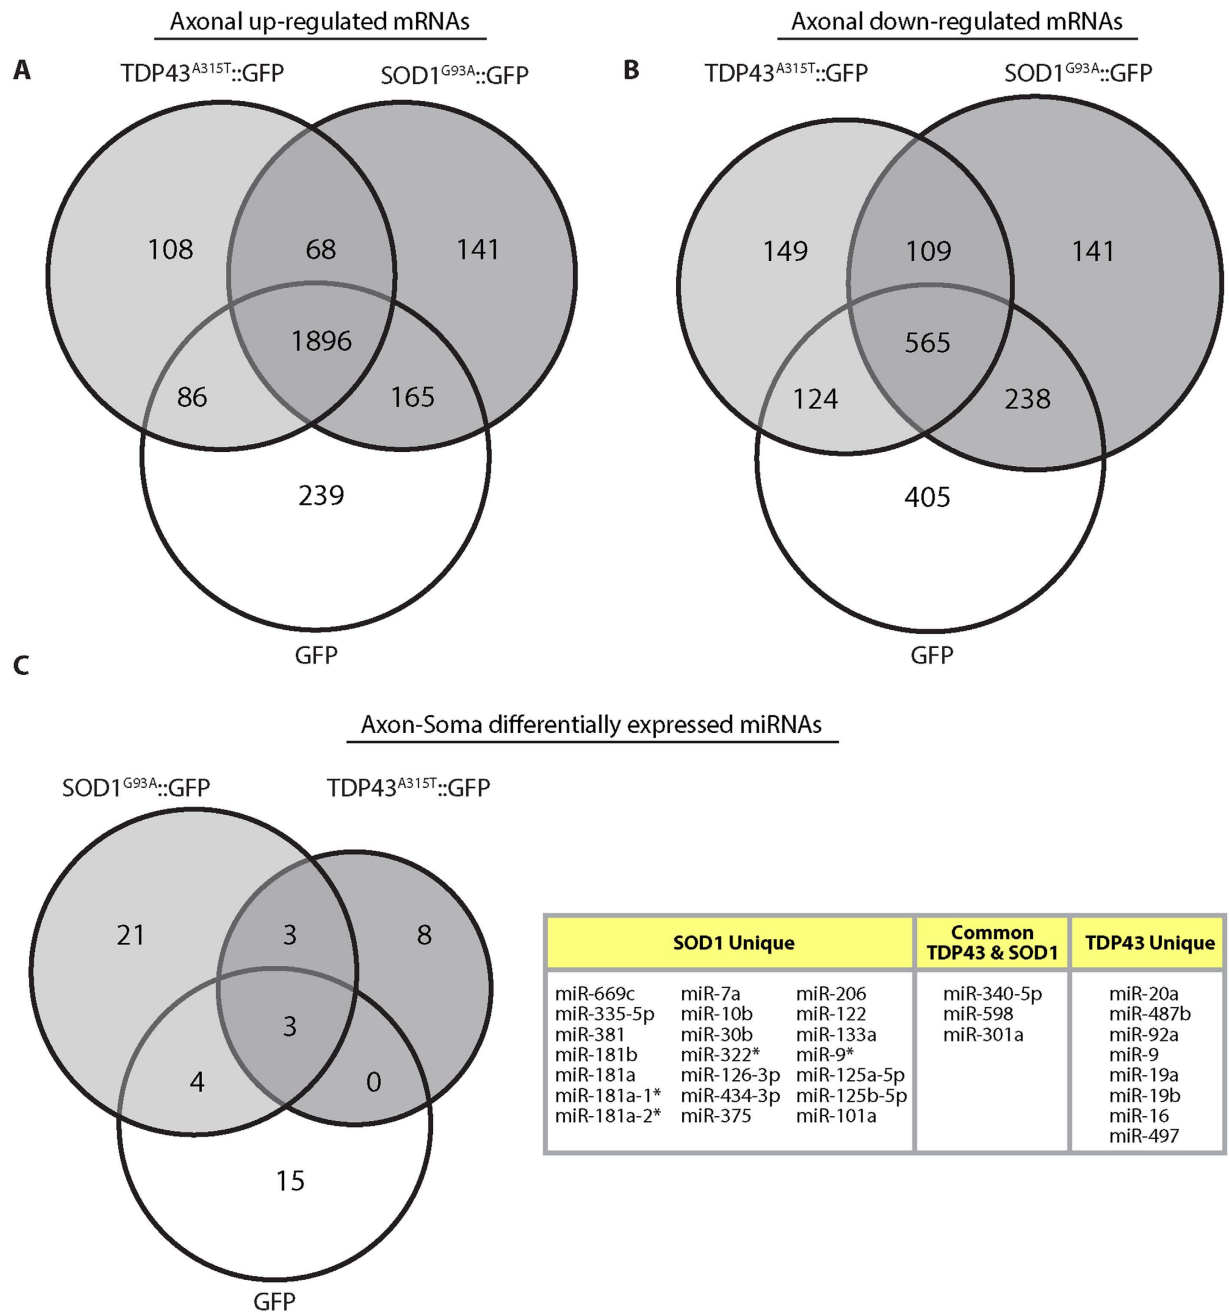 Axonal up-regulated mRNAs
A
TDP43A315T::GFP
SOD1G93A::GFP
108
68
141
1896
86
165
239
GFP
Axonal down-regulated mRNAs
B
TDP43A315T::GFP
SOD1G93A::GFP
149
109
141
565
124
238
405
GFP
C
Axon-Soma differentially expressed miRNAs
SOD1G93A::GFP
TDP43A315T::GFP
21
3
8
3
4
0
15
GFP
SOD1 Unique
miR-669c miR-7a miR-206
miR-335-5p miR-10b miR-122
miR-381 miR-30b miR-133a
miR-181b miR-322* miR-9*
miR-181a miR-126-3p miR-125a-5p
miR-181a-1* miR-434-3p miR-125b-5p
miR-181a-2* miR-375 miR-101a
Common
TDP43 & SOD1
miR-340-5p
miR-598
miR-301a
TDP43 Unique
miR-20a
miR-487b
miR-92a
miR-9
miR-19a
miR-19b
miR-16
miR-497